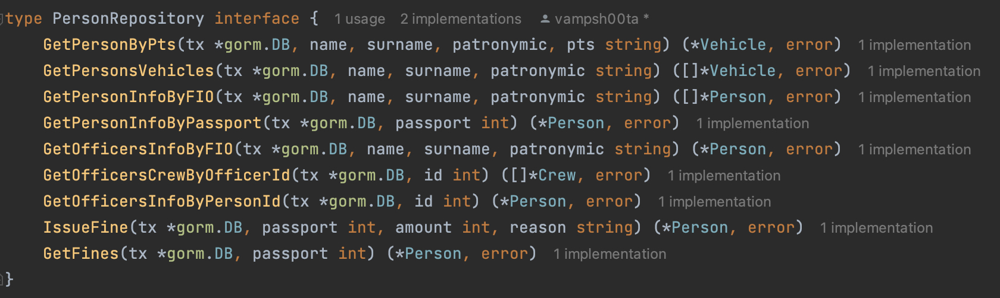 type PersonRepository interface { 1 usage 2 implementations vampsh00ta *
GetPersonByPts(tx *gorm.DB, name, surname, patronymic, pts string) (*Vehicle, error) 1 implementation
GetPersonsVehicles(tx *gorm.DB, name, surname, patronymic string) ([]*Vehicle, error) 1 implementation
GetPersonInfoByFIO(tx *gorm.DB, name, surname, patronymic string) ([]*Person, error) 1 implementation
GetPersonInfoByPassport(tx *gorm.DB, passport int) (*Person, error) 1 implementation
GetOfficersInfoByFIO(tx *gorm.DB, name, surname, patronymic string) (*Person, error) 1 implementation
GetOfficersCrewByOfficerId(tx *gorm.DB, id int) ([]*Crew, error) 1 implementation
GetOfficersInfoByPersonId(tx *gorm.DB, id int) (*Person, error) 1 implementation
IssueFine(tx *gorm.DB, passport int, amount int, reason string) (*Person, error) 1 implementation
GetFines(tx *gorm.DB, passport int) (*Person, error) 1 implementation
}